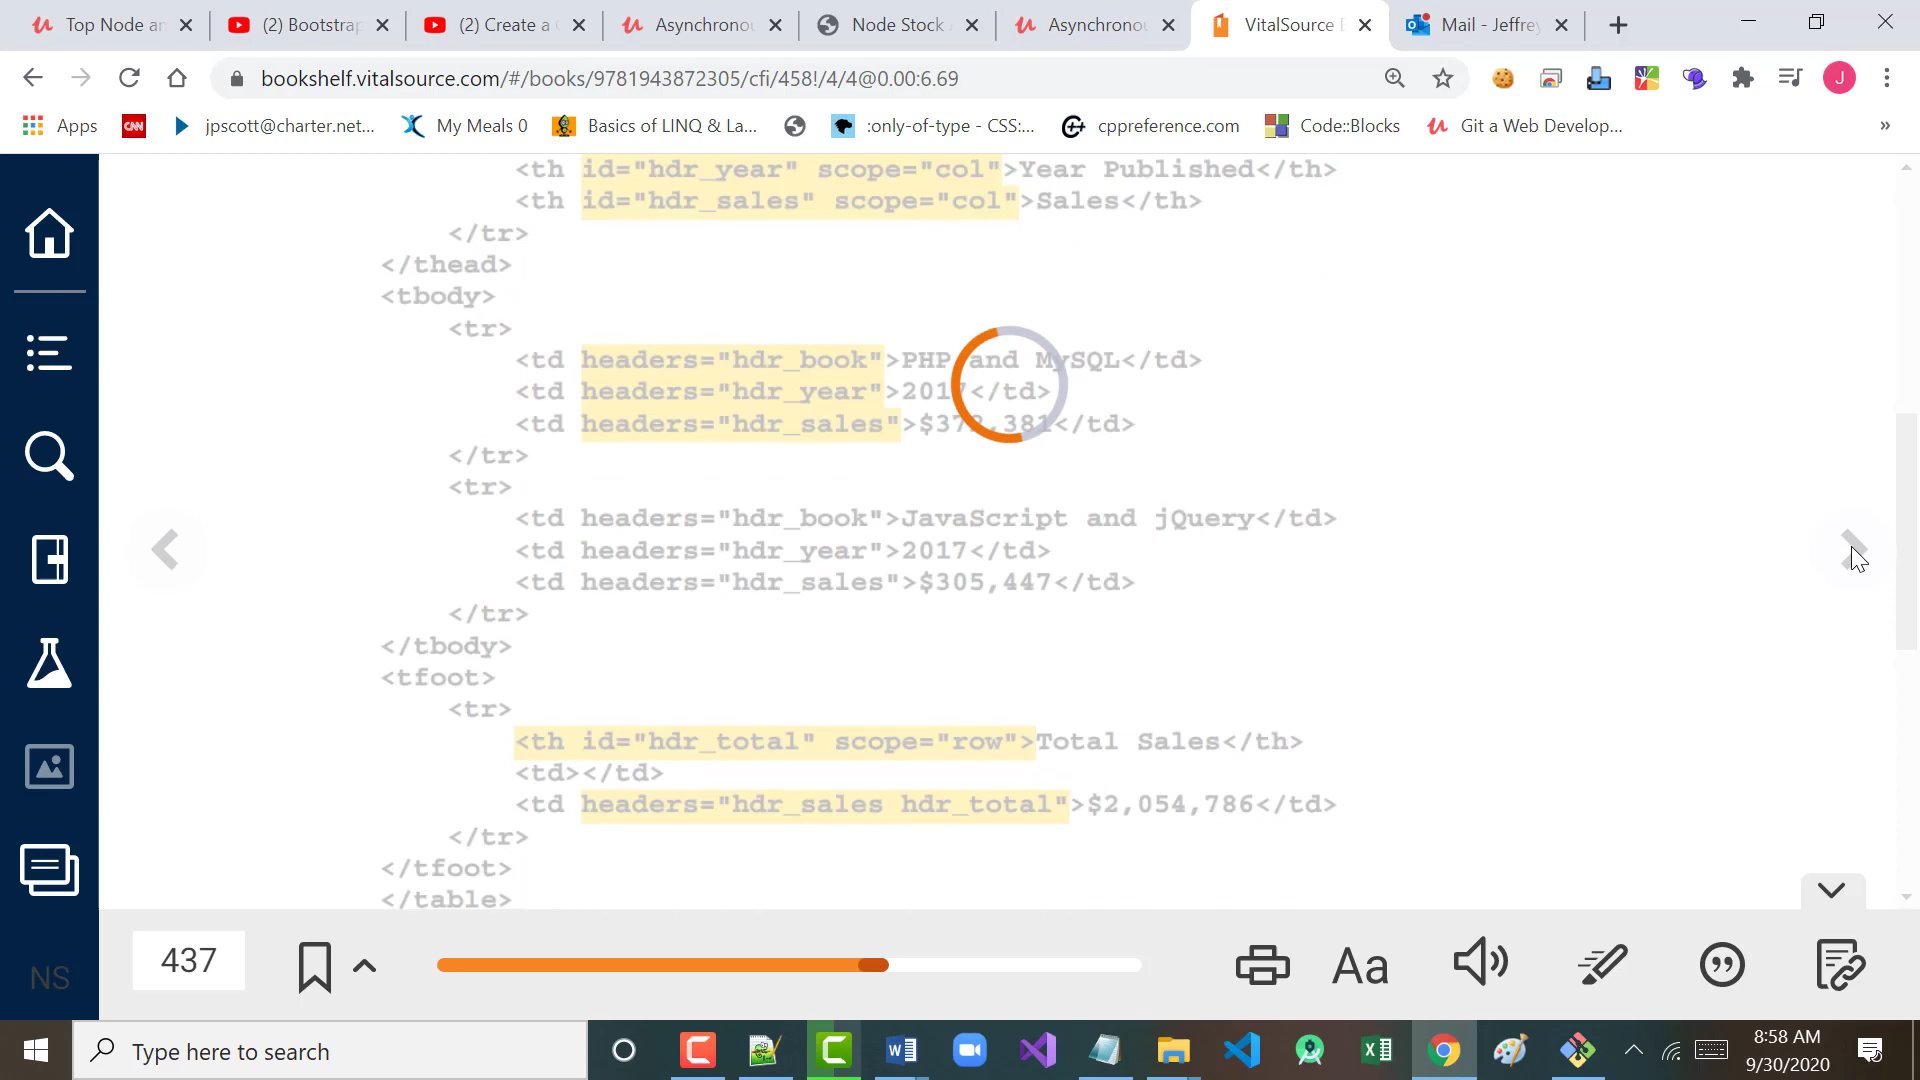 Top Node an
(2) Bootstrap
(2) Create a C
Asynchronou
Node Stock A
Asynchronou
VitalSource B
Mail - Jeffrey
bookshelf.vitalsource.com/#/books/9781943872305/cfi/458!/4/4@0.00:6.69
J
Apps
CNN
jpscott@charter.net...
My Meals 0
Basics of LINQ & La...
:only-of-type - CSS:...
cppreference.com
Code::Blocks
Git a Web Develop...
»
<th id="hdr_year" scope="col">Year Published</th>
<th id="hdr_sales" scope="col">Sales</th>
</tr>
</thead>
<tbody>
<tr>
<td headers="hdr_book">PHP and MySQL</td>
<td headers="hdr_year">2017</td>
<td headers="hdr_sales">$372,381</td>
</tr>
<tr>
<td headers="hdr_book">JavaScript and jQuery</td>
<td headers="hdr_year">2017</td>
<td headers="hdr_sales">$305,447</td>
</tr>
</tbody>
<tfoot>
<tr>
<th id="hdr_total" scope="row">Total Sales</th>
<td></td>
<td headers="hdr_sales hdr_total">$2,054,786</td>
</tr>
</tfoot>
</table>
NS
437
Aa
Type here to search
8:58 AM
9/30/2020